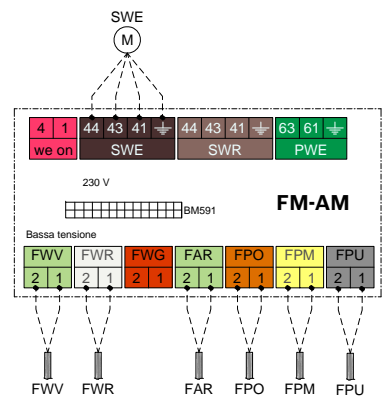 SWE
M
4 1 44 43 41 44 43 41 63 61
we on SWE SWR PWE
230 V
FM-AM
BM591
Bassa tensione
FWV FWR FWG FAR FPO FPM FPU
2 1 2 1 2 1 2 1 2 1 2 1 2 1
FWV FWR FAR FPO FPM FPU